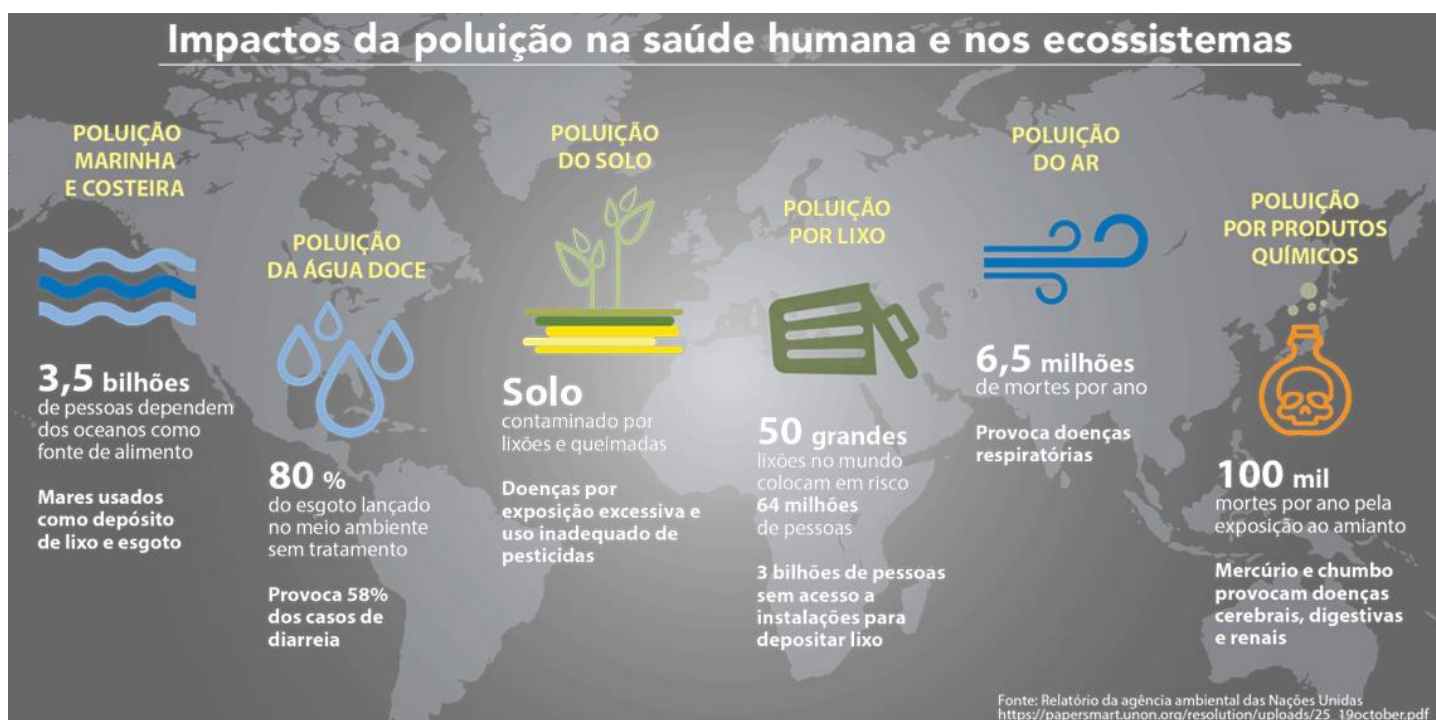 Impactos da poluição na saúde humana e nos ecossistemas
POLUIÇÃO
MARINHA
E COSTEIRA
3,5 bilhões
de pessoas dependem
dos oceanos como
fonte de alimento
Mares usados
como depósito
de lixo e esgoto
POLUIÇÃO
DA ÁGUA DOCE
80 %
do esgoto lançado
no meio ambiente
sem tratamento
Provoca 58%
dos casos de
diarreia
POLUIÇÃO
DO SOLO
Solo
contaminado por
lixões e queimadas
Doenças por
exposição excessiva e
uso inadequado de
pesticidas
POLUIÇÃO
POR LIXO
50 grandes
lixões no mundo
colocam em risco
64 milhões
de pessoas
3 bilhões de pessoas
sem acesso a
instalações para
depositar lixo
POLUIÇÃO
DO AR
6,5 milhões
de mortes por ano
Provoca doenças
respiratórias
POLUIÇÃO
POR PRODUTOS
QUÍMICOS
100 mil
mortes por ano pela
exposição ao amianto
Mercúrio e chumbo
provocam doenças
cerebrais, digestivas
e renais
Fonte: Relatório da agência ambiental das Nações Unidas
https://papersmart.unon.org/resolution/uploads/25_19october.pdf